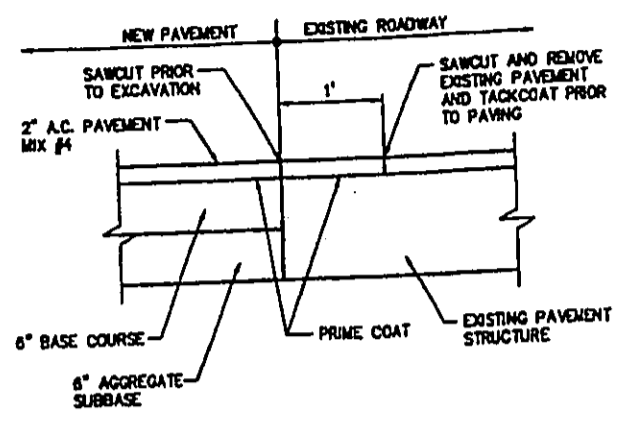 NEW PAVEMENT
EXISTING ROADWAY
SAWCUT PRIOR
TO EXCAVATION
1'
SAWCUT AND REMOVE
EXISTING PAVEMENT
AND TACKCOAT PRIOR
TO PAVING
2" A.C. PAVEMENT
MIX #4
6" BASE COURSE
PRIME COAT
EXISTING PAVEMENT
STRUCTURE
6" AGGREGATE
SUBBASE